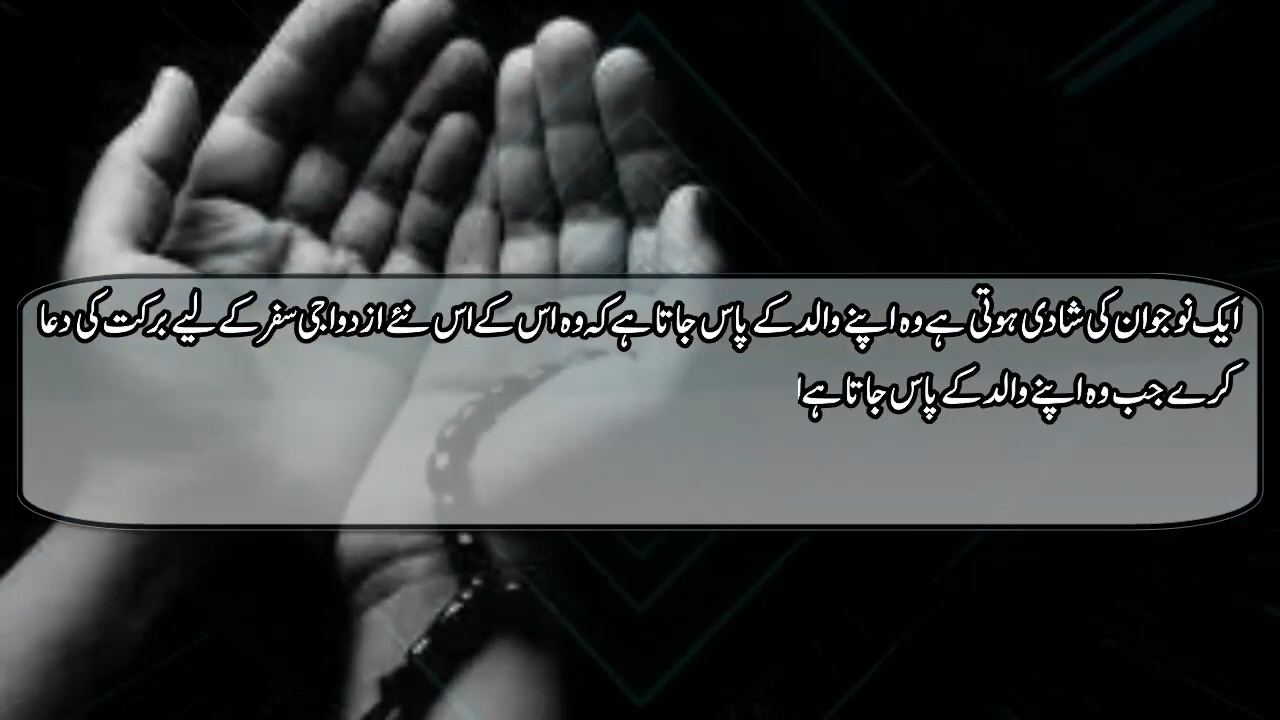 ایک نوجوان کی شادی ہوتی ہے وہ اپنے والد کے پاس جاتا ہے کہ وہ اس کے اس نئے ازدواجی سفر کے لیے برکت کی دعا
کرے جب وہ اپنے والد کے پاس جاتا ہے ا